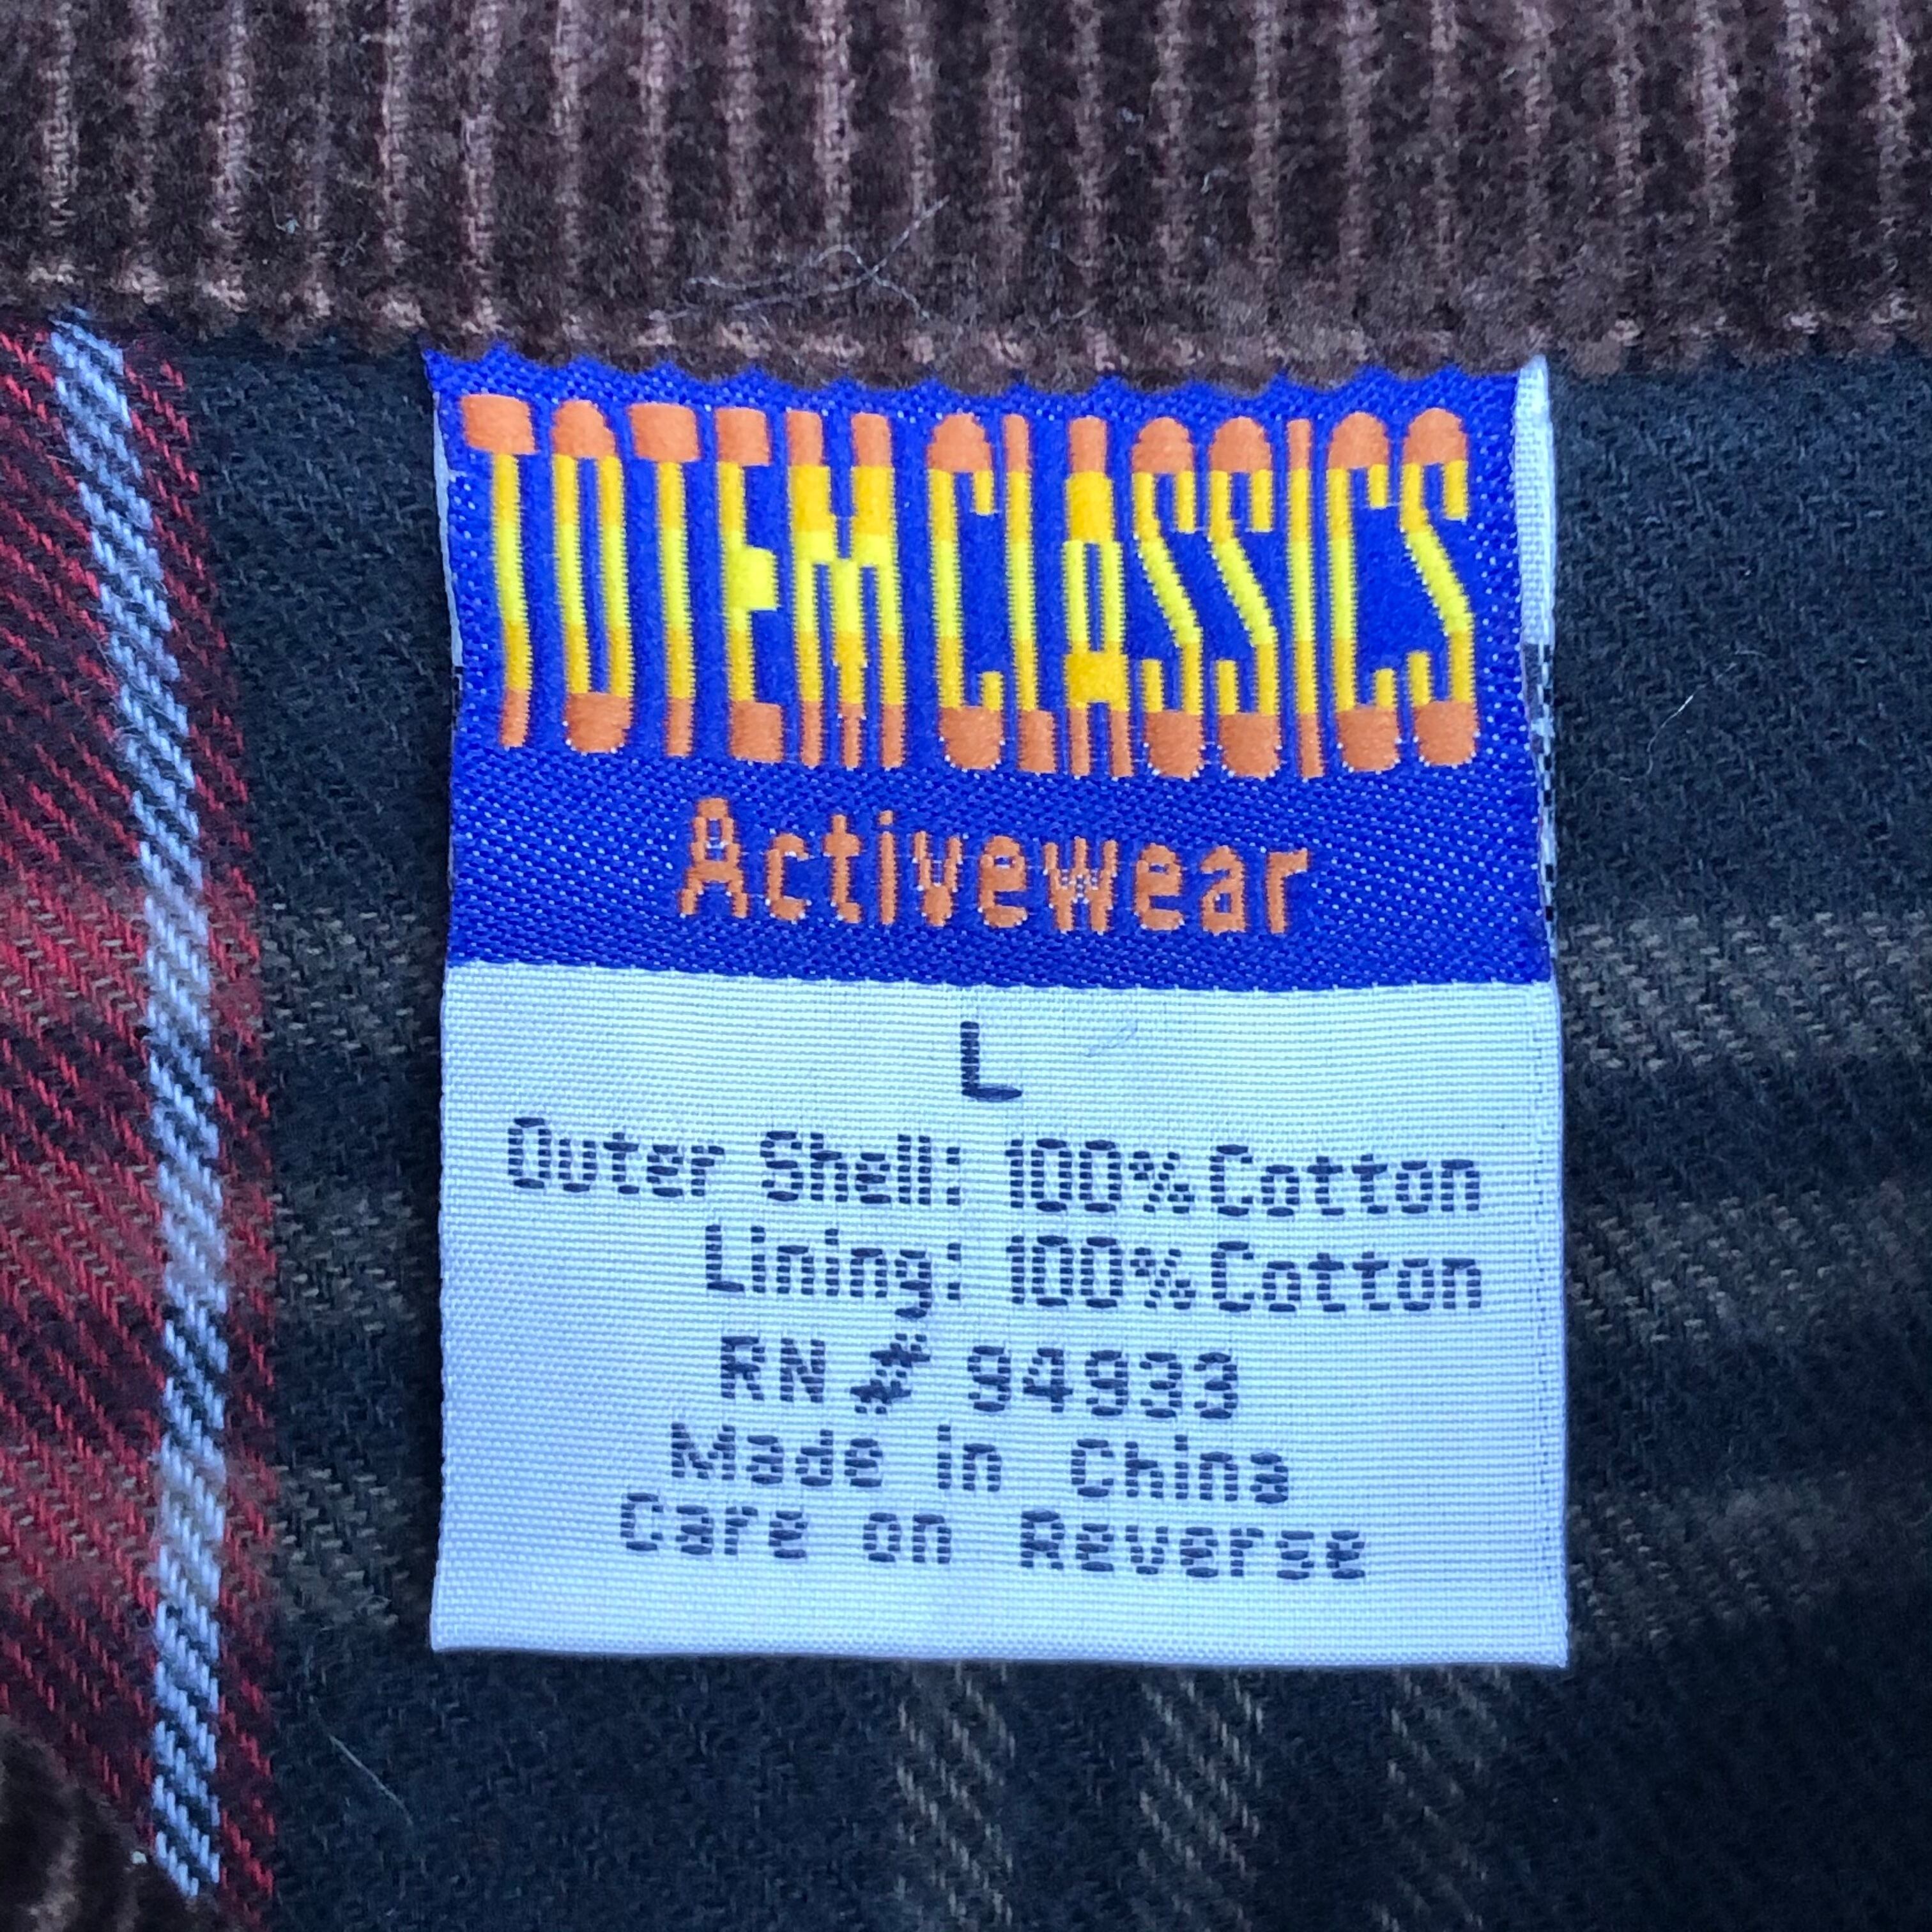 TOTEM CLASSICS
Activewear
L
Outer Shell: 100% Cotton
Lining: 100% Cotton
RN # 94933
Made in China
Care on Reverse